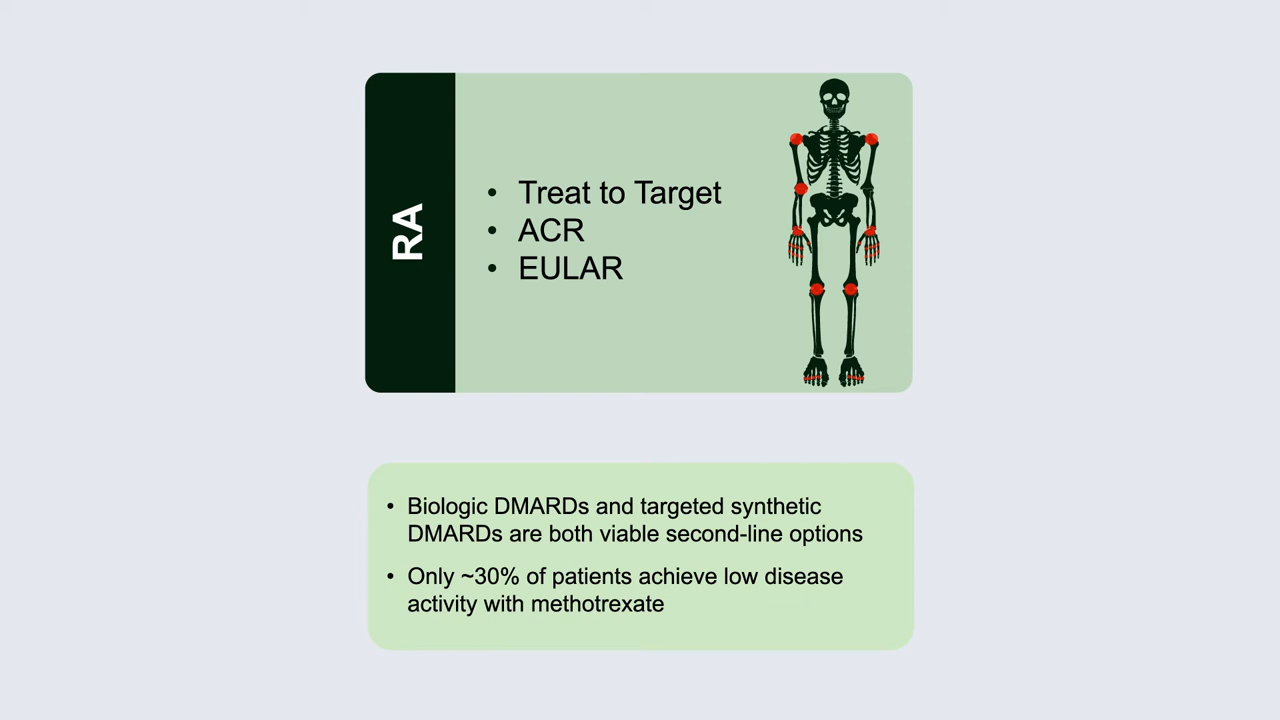 RA
• Treat to Target
• ACR
• EULAR
• Biologic DMARDs and targeted synthetic
DMARDs are both viable second-line options
• Only ~30% of patients achieve low disease
activity with methotrexate